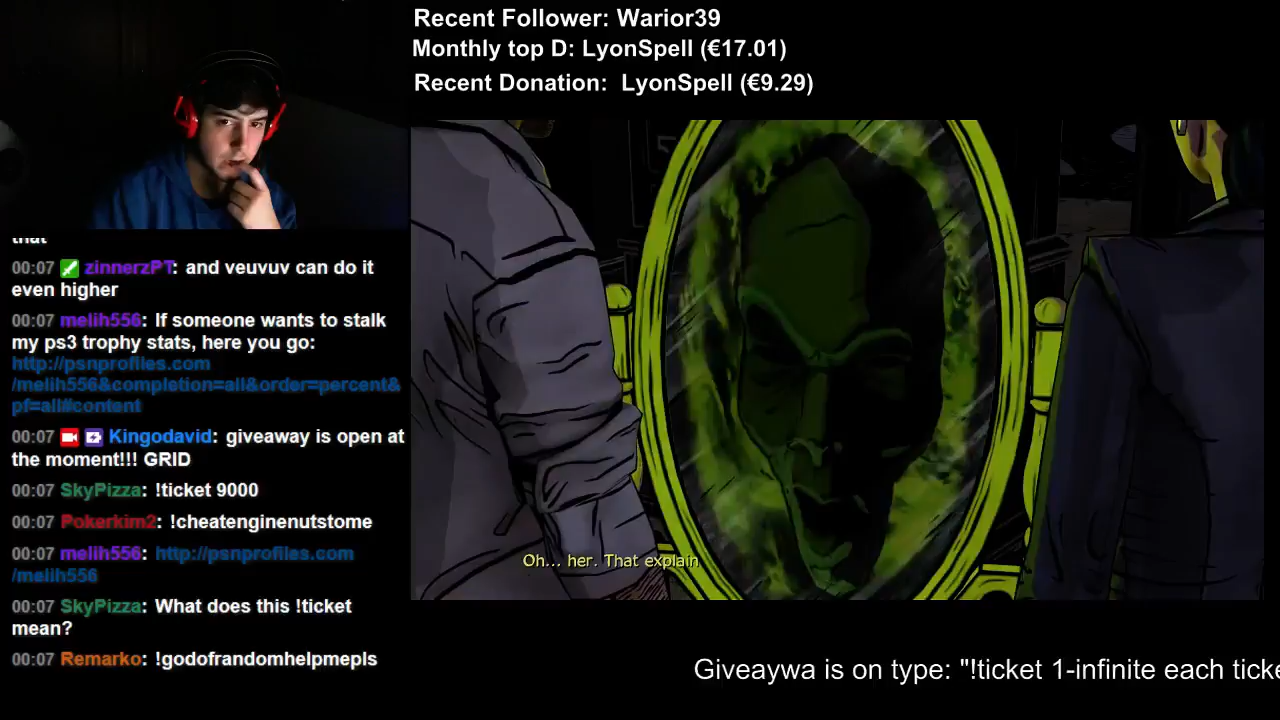 Recent Follower: Warior39
Monthly top D: LyonSpell (€17.01)
Recent Donation:  LyonSpell (€9.29)
that
00:07 zinnerzPT: and veuvuv can do it
even higher
00:07 melih556: If someone wants to stalk
my ps3 trophy stats, here you go:
http://psnprofiles.com
/melih556&completion=all&order=percent&
pf=all#content
00:07 Kingodavid: giveaway is open at
the moment!!! GRID
00:07 SkyPizza: !ticket 9000
00:07 Pokerkim2: !cheatenginenutstome
00:07 melih556: http://psnprofiles.com
/melih556
00:07 SkyPizza: What does this !ticket
mean?
00:07 Remarko: !godofrandomhelpmepls
Oh... her. That explain
Giveaywa is on type: "!ticket 1-infinite each ticke